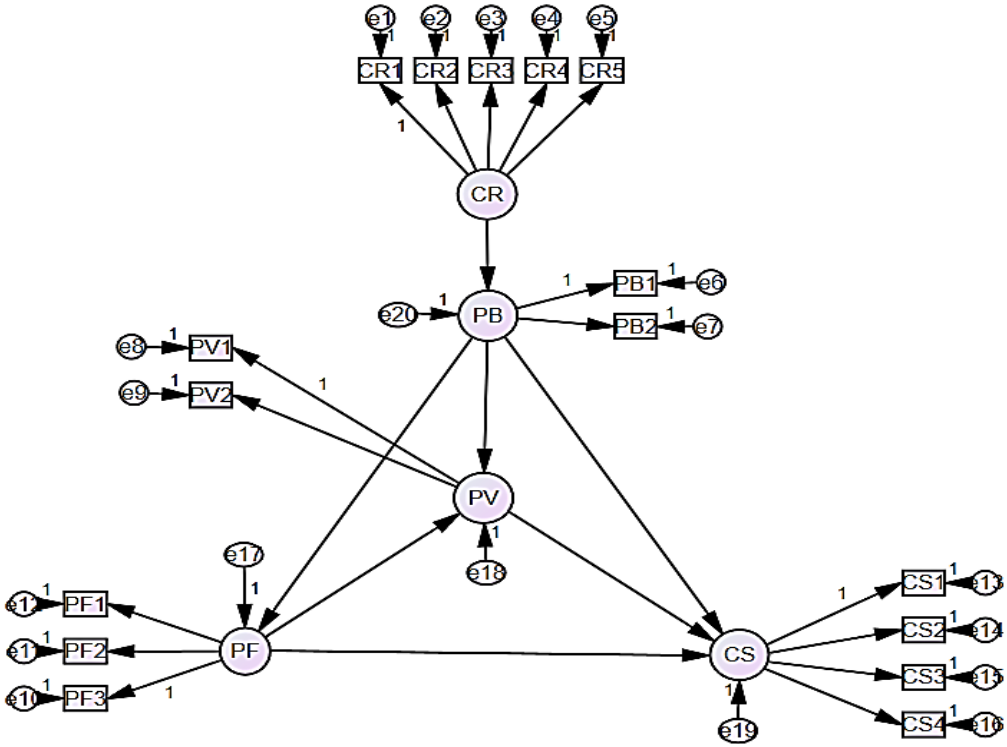 e1 e2 e3 e4 e5
1 1 1 1 1
CR1 CR2 CR3 CR4 CR5
1
CR
1 PB1 1 e6
e20 1 PB
PB2 1 e7
e8 1 PV1
1
e9 1 PV2
PV
1
e17
e18
1
e12 1 PF1
e11 1 PF2
PF
e10 1 PF3
1
1 CS1 1 e13
CS2 1 e14
CS
CS3 1 e15
1
CS4 1 e16
e19